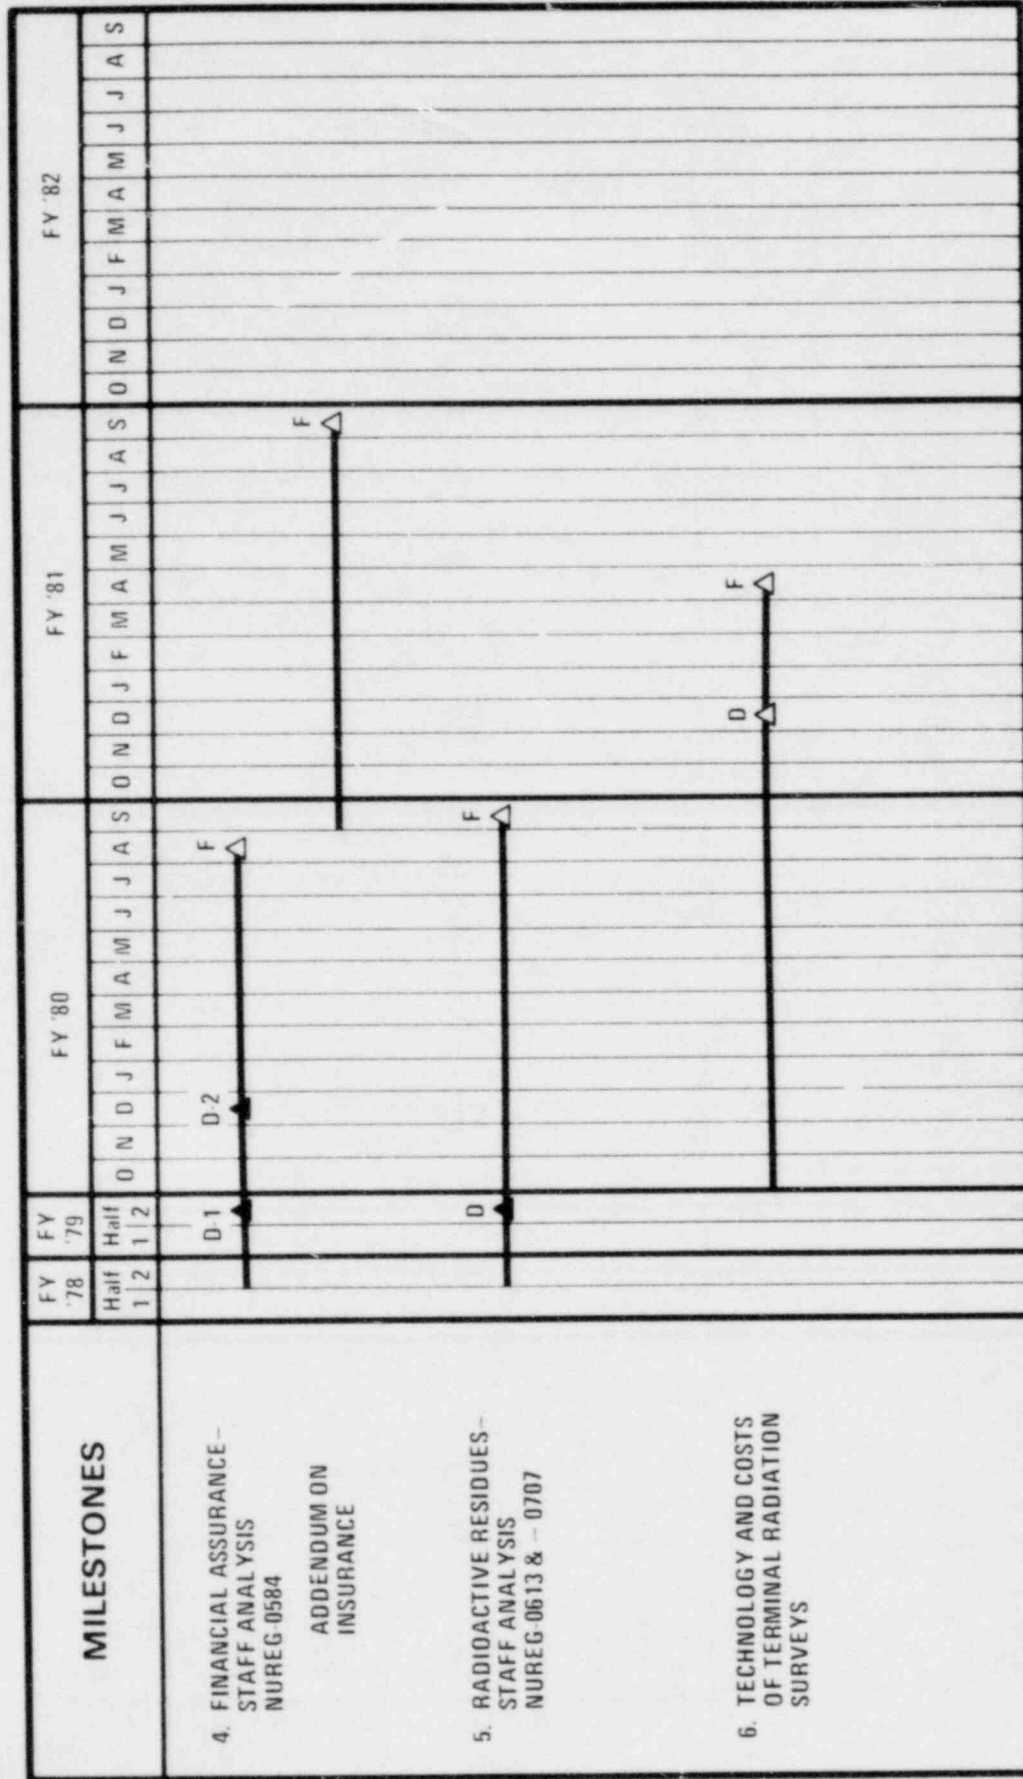 MILESTONES
FY '78
FY '79
FY '80
FY '81
FY '82
Half
1 2
Half
1 2
O N D J F M A M J J A S
O N D J F M A M J J A S
O N D J F M A M J J A S
4. FINANCIAL ASSURANCE–
STAFF ANALYSIS
NUREG-0584
D-1
D-2
F
ADDENDUM ON
INSURANCE
F
5. RADIOACTIVE RESIDUES–
STAFF ANALYSIS
NUREG-0613 & – 0707
D
F
6. TECHNOLOGY AND COSTS
OF TERMINAL RADIATION
SURVEYS
D
F